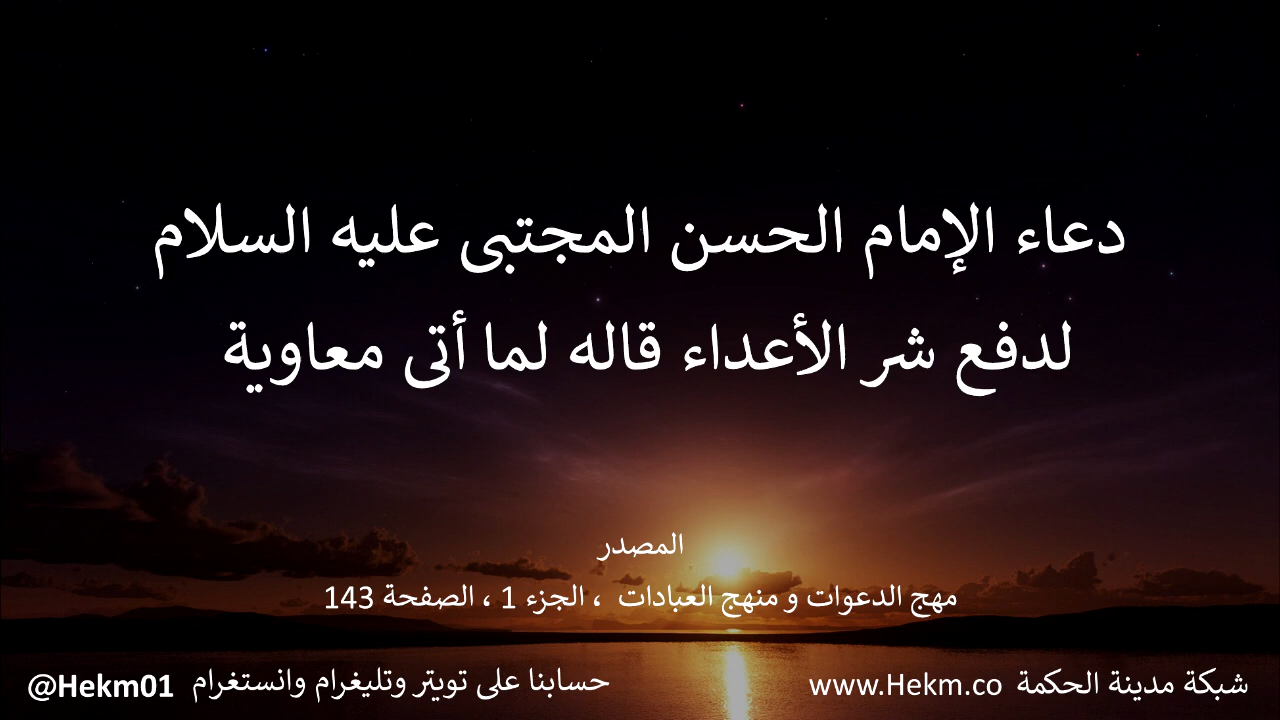 دعاء الإمام الحسن المجتبى عليه السلام
لدفع شر الأعداء قاله لما أتى معاوية
المصدر
مهج الدعوات و منهج العبادات ، الجزء 1 ، الصفحة 143
شبكة مدينة الحكمة www.Hekm.co
حسابنا على تويتر وتليغرام وانستغرام @Hekm01